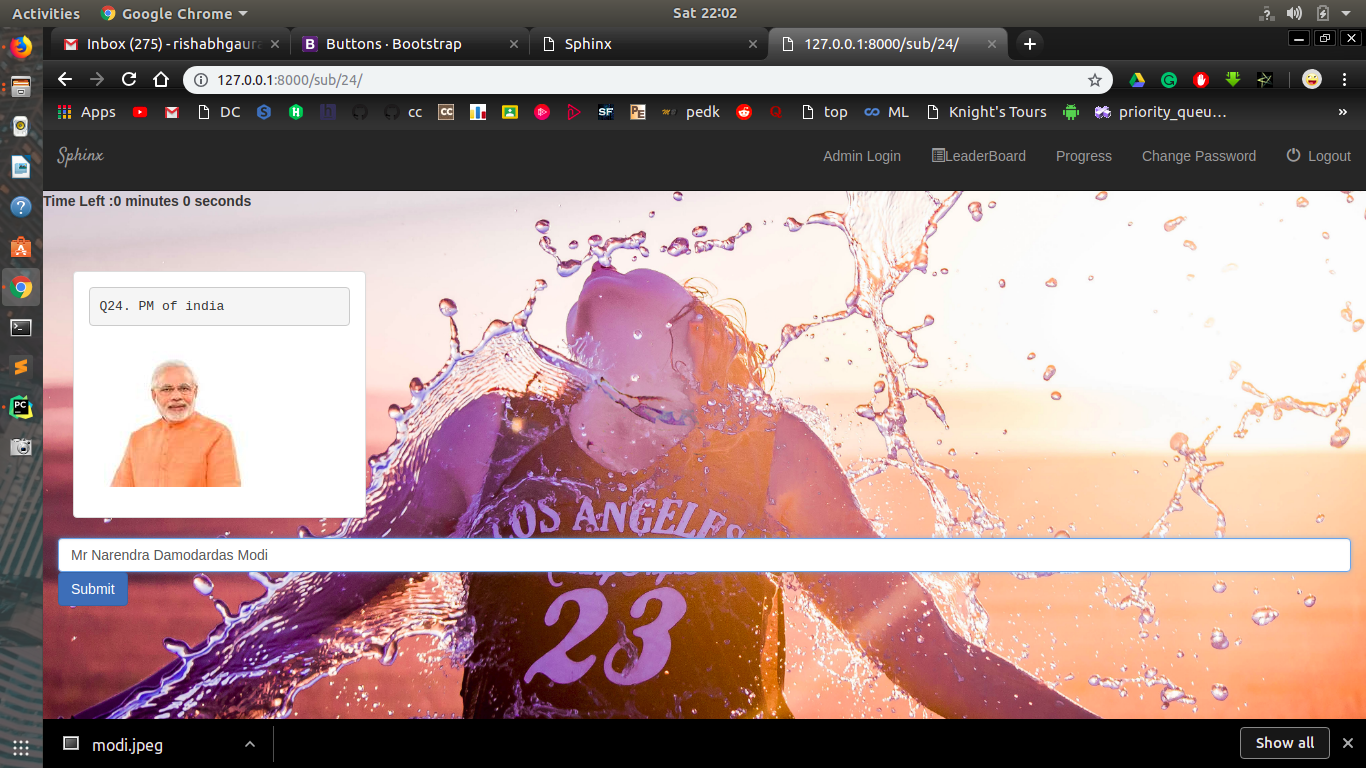 Activities Google Chrome Sat 22:02
Inbox (275) - rishabhgaura Buttons · Bootstrap Sphinx 127.0.0.1:8000/sub/24/
127.0.0.1:8000/sub/24/
Apps DC cc CC SF PE pedk top ML Knight's Tours priority_queu… »
Sphinx Admin Login LeaderBoard Progress Change Password Logout
Time Left :0 minutes 0 seconds
Q24. PM of india
LOS ANGELES
23
Mr Narendra Damodardas Modi
Submit
modi.jpeg Show all